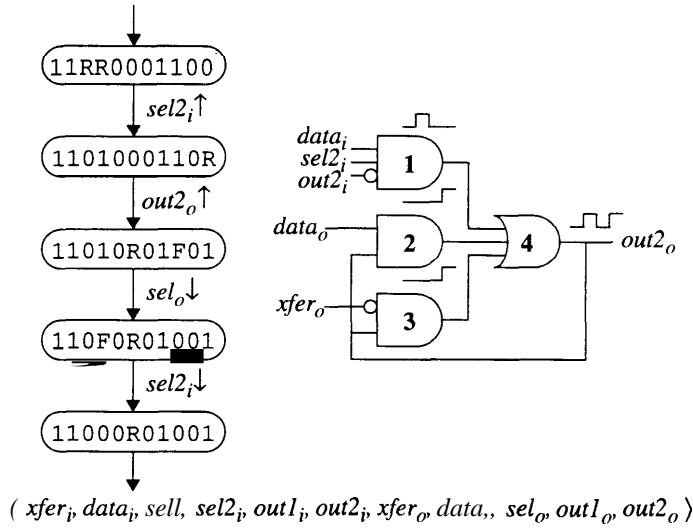 11RR0001100
sel2i↑
1101000110R
out2o↑
11010R01F01
selo↓
110F0R01001
sel2i↓
11000R01001
datai
sel2i
out2i
1
datao
2
xfero
3
4
out2o
( xferi, datai, sell, sel2i, out1i, out2i, xfero, data,, selo, out1o, out2o )